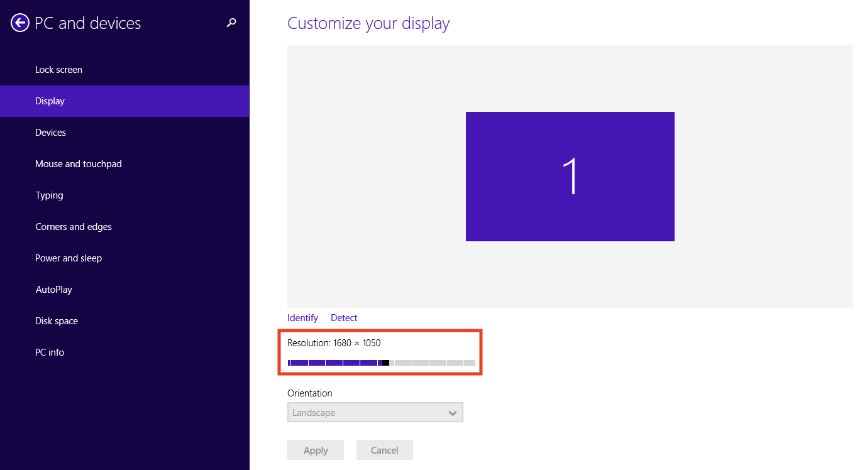 PC and devices
Lock screen
Display
Devices
Mouse and touchpad
Typing
Corners and edges
Power and sleep
AutoPlay
Disk space
PC info
Customize your display
1
Identify Detect
Resolution: 1680 × 1050
Orientation
Landscape
Apply Cancel